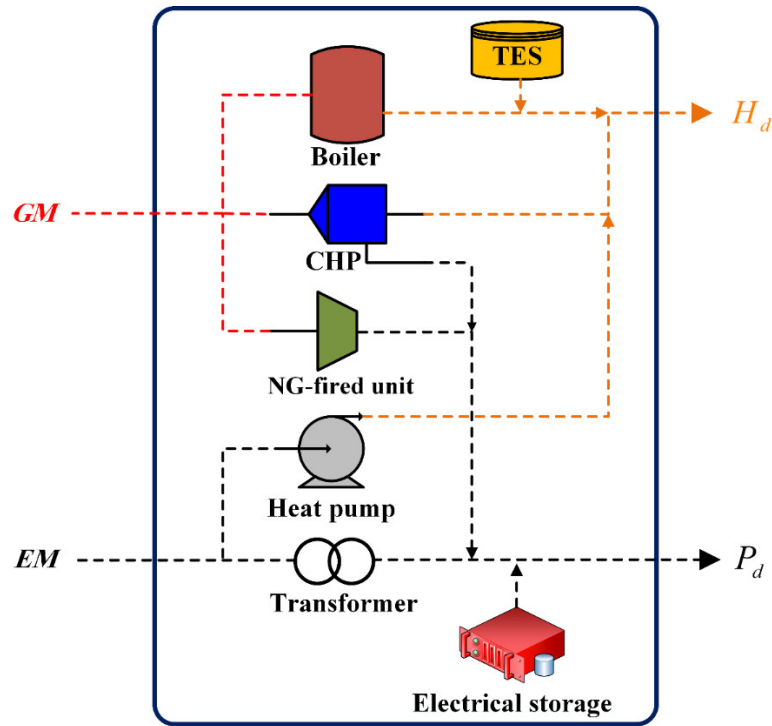 TES
H_d
Boiler
GM
CHP
NG-fired unit
Heat pump
EM
P_d
Transformer
Electrical storage